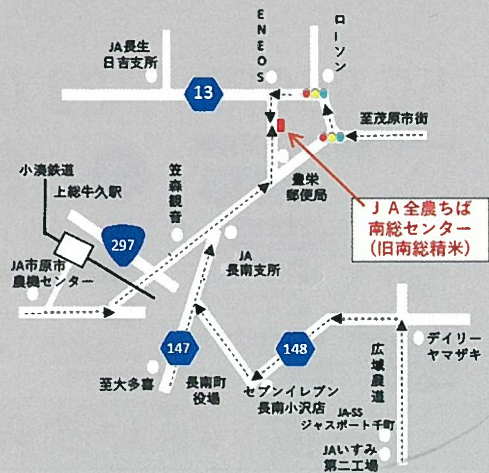 JA長生
日吉支所
ENEOS
ローソン
13
至茂原市街
小湊鉄道
上総牛久駅
笠森観音
豊栄
郵便局
JA全農ちば
南総センター
(旧南総精米)
297
JA市原市
農機センター
JA
長南支所
147
148
デイリー
ヤマザキ
広域農道
至大多喜
長南町
役場
セブンイレブン
長南小沢店
JA-SS
ジャスポート千町
JAいすみ
第二工場